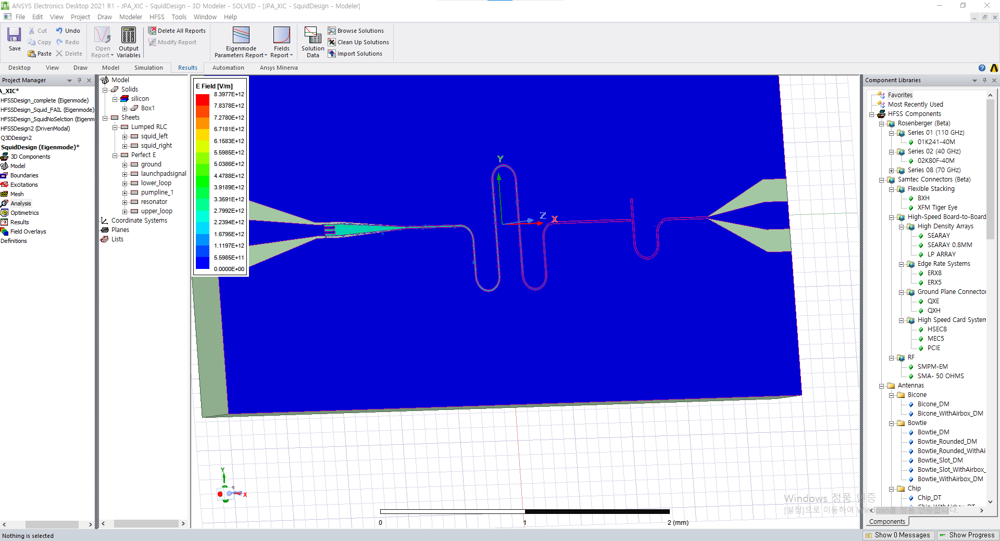 ANSYS Electronics Desktop 2021 R1 - JPA_XIC - SquidDesign - 3D Modeler - SOLVED - [JPA_XIC - SquidDesign - Modeler]
File Edit View Project Draw Modeler HFSS Tools Window Help
Save
Cut
Copy
Paste
Undo
Redo
Delete
Open Report
Output Variables
Delete All Reports
Modify Report
Eigenmode Parameters Report
Fields Report
Solution Data
Browse Solutions
Clean Up Solutions
Import Solutions
Desktop View Draw Model Simulation Results Automation Ansys Minerva
Project Manager
A_XIC*
HFSSDesign_complete (Eigenmode)
HFSSDesign_Squid_FAIL (Eigenmode)
HFSSDesign_SquidNoSelction (Eigenm
HFSSDesign2 (DrivenModal)
Q3DDesign2
SquidDesign (Eigenmode)*
3D Components
Model
Boundaries
Excitations
Mesh
Analysis
Optimetrics
Results
Field Overlays
Definitions
Model
Solids
silicon
Box1
Sheets
Lumped RLC
squid_left
squid_right
Perfect E
ground
launchpadsignal
lower_loop
pumpline_1
resonator
upper_loop
Coordinate Systems
Planes
Lists
E Field [V/m]
8.3977E+12
7.8378E+12
7.2780E+12
6.7181E+12
6.1583E+12
5.5985E+12
5.0386E+12
4.4788E+12
3.9189E+12
3.3591E+12
2.7992E+12
2.2394E+12
1.6795E+12
1.1197E+12
5.5985E+11
0.0000E+00
Y
Z
X
Y
Z
X
0 1 2 (mm)
Windows 정품 인증
[설정]으로 이동하여 Windows를 정품 인증합니다.
Component Libraries
Favorites
Most Recently Used
HFSS Components
Rosenberger (Beta)
Series 01 (110 GHz)
01K241-40M
Series 02 (40 GHz)
02K80F-40M
Series 08 (70 GHz)
Samtec Connectors (Beta)
Flexible Stacking
BXH
XFM Tiger Eye
High-Speed Board-to-Board
High Density Arrays
SEARAY
SEARAY 0.8MM
LP ARRAY
Edge Rate Systems
ERX8
ERX5
Ground Plane Connector
QXE
QXH
High Speed Card System
HSEC8
MEC5
PCIE
RF
SMPM-EM
SMA- 50 OHMS
Antennas
Bicone
Bicone_DM
Bicone_WithAirbox_DM
Bowtie
Bowtie_DM
Bowtie_Rounded_DM
Bowtie_Rounded_WithAi
Bowtie_Slot_DM
Bowtie_Slot_WithAirbox_
Bowtie_WithAirbox_DM
Chip
Chip_DT
Components
Nothing is selected
Show 0 Messages
Show Progress